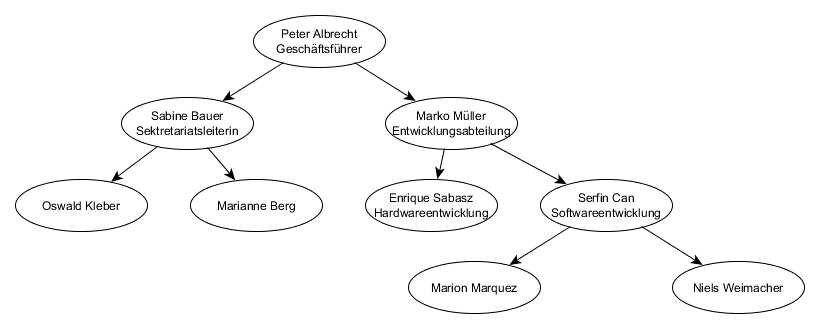 Peter Albrecht
Geschäftsführer
Sabine Bauer
Sektretariatsleiterin
Marko Müller
Entwicklungsabteilung
Oswald Kleber
Marianne Berg
Enrique Sabasz
Hardwareentwicklung
Serfin Can
Softwareentwicklung
Marion Marquez
Niels Weimacher